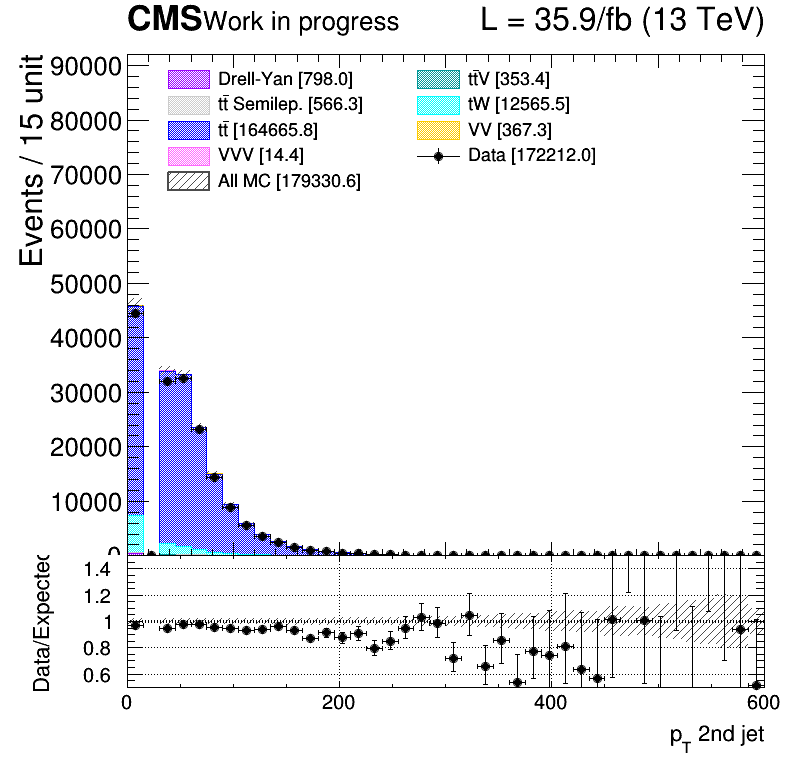 CMS Work in progress L = 35.9/fb (13 TeV)
Events / 15 unit
90000
80000
70000
60000
50000
40000
30000
20000
10000
0
Drell-Yan [798.0]
tt̄ Semilep. [566.3]
tt̄ [164665.8]
VVV [14.4]
All MC [179330.6]
tt̄V [353.4]
tW [12565.5]
VV [367.3]
Data [172212.0]
Data/Expected
1.4
1.2
1
0.8
0.6
0 200 400 600
p_T 2nd jet